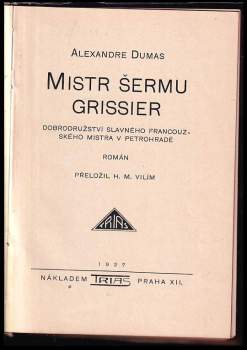 ALEXANDRE DUMAS
MISTR ŠERMU
GRISSIER
DOBRODRUŽSTVÍ SLAVNÉHO FRANCOUZ-
SKÉHO MISTRA V PETROHRADĚ
ROMÁN
PŘELOŽIL H. M. VILÍM
TRIAS
1927
NÁKLADEM TRIAS PRAHA XII.